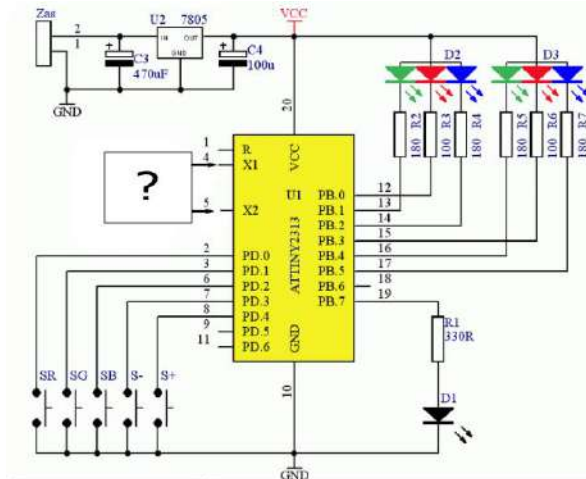 Zas
2
1
U2 7805
IN OUT
GND
C3
470uF
C4
100u
GND
VCC
20
D2
D3
180 R2
100 R3
180 R4
180 R5
100 R6
180 R7
1 R
4 X1
5 X2
?
VCC
U1
ATTINY2313
GND
PB.0 12
PB.1 13
PB.2 14
PB.3 15
PB.4 16
PB.5 17
PB.6 18
PB.7 19
2 PD.0
3 PD.1
6 PD.2
7 PD.3
8 PD.4
9 PD.5
11 PD.6
10
R1
330R
D1
SR SG SB S- S+
GND